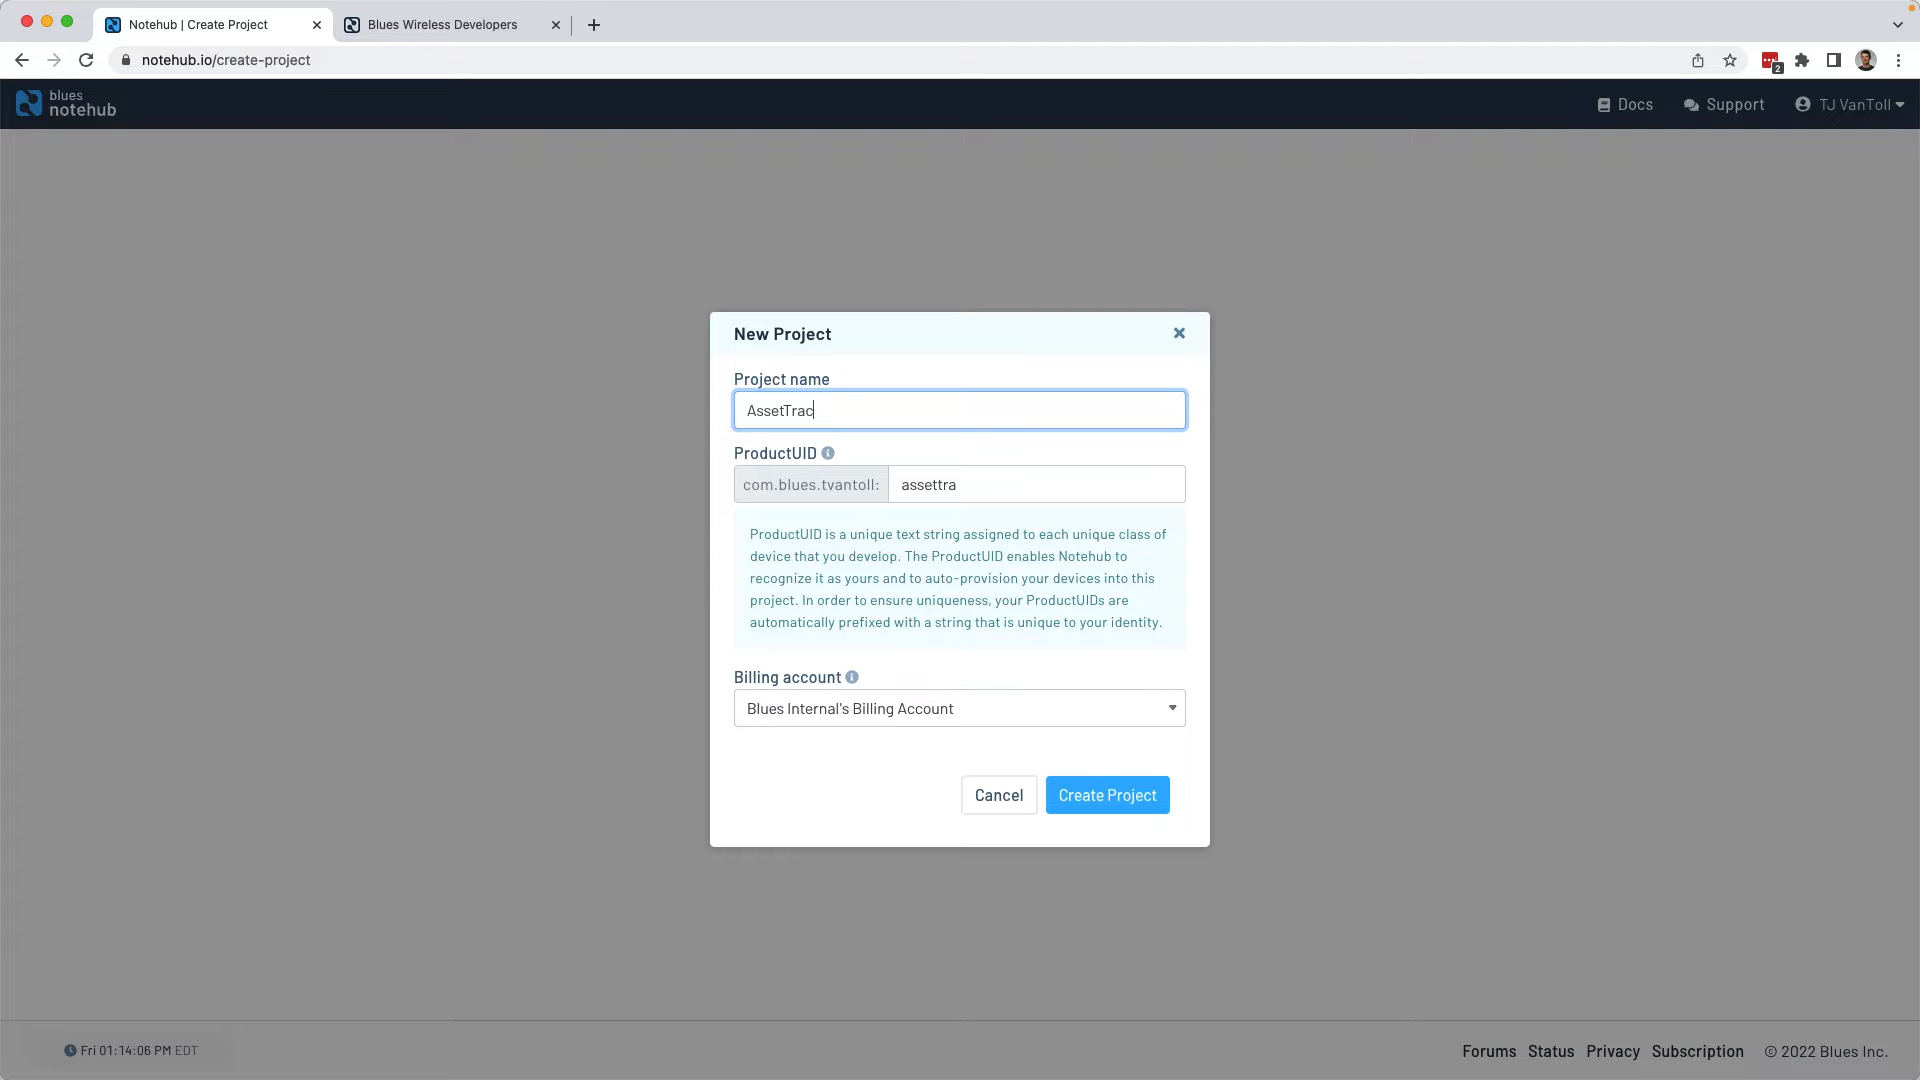 Notehub | Create Project
Blues Wireless Developers
notehub.io/create-project
2
blues
notehub
Docs
Support
TJ VanToll
New Project
Project name
AssetTrac
ProductUID
com.blues.tvantoll:
assettra
ProductUID is a unique text string assigned to each unique class of
device that you develop. The ProductUID enables Notehub to
recognize it as yours and to auto-provision your devices into this
project. In order to ensure uniqueness, your ProductUIDs are
automatically prefixed with a string that is unique to your identity.
Billing account
Blues Internal's Billing Account
Cancel
Create Project
Fri 01:14:06 PM EDT
Forums
Status
Privacy
Subscription
© 2022 Blues Inc.